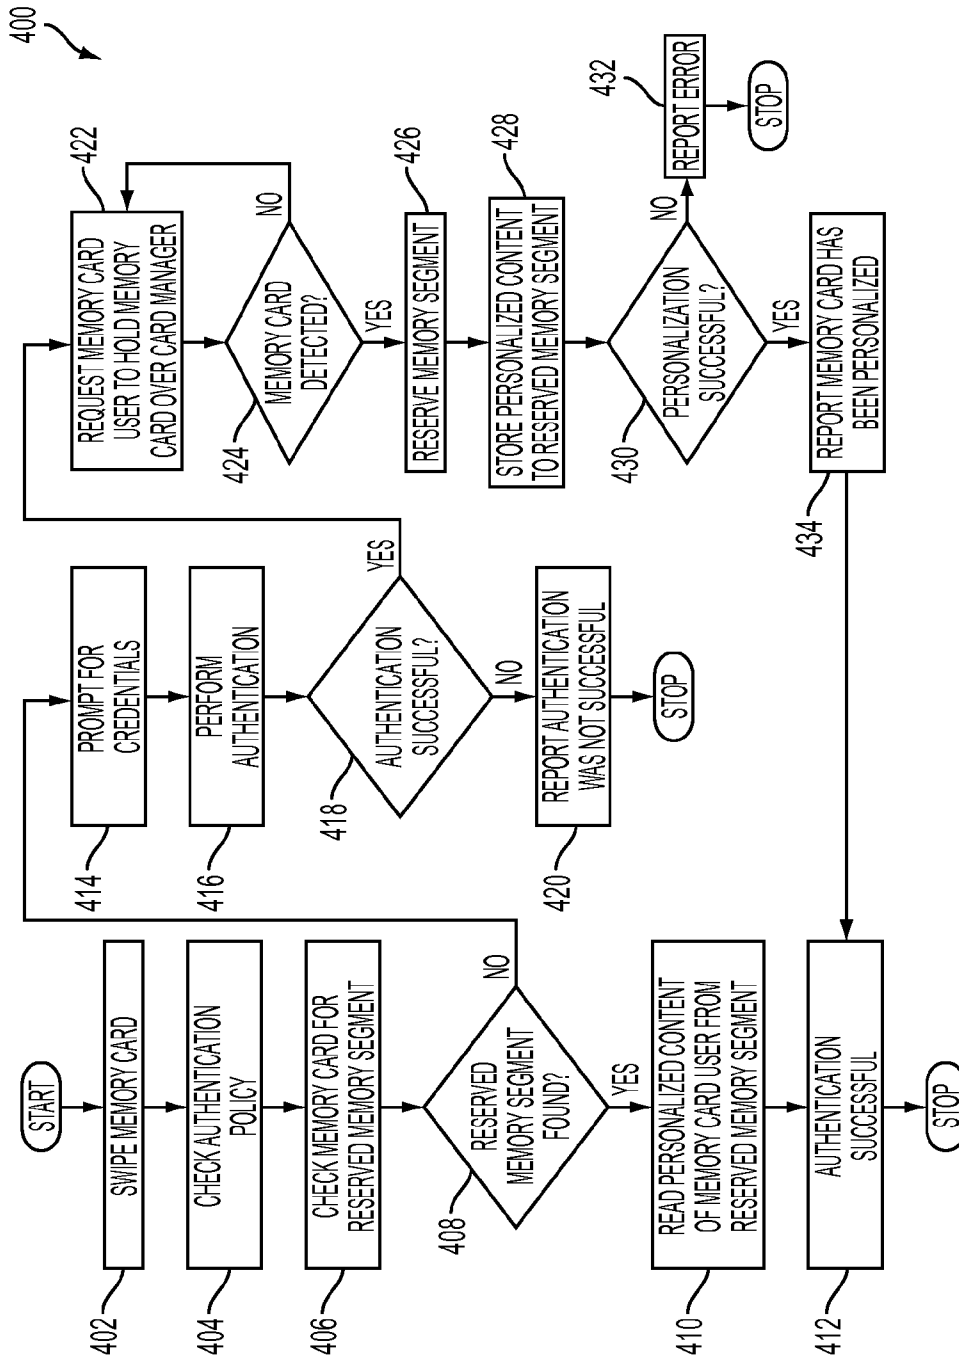 400
START
402
SWIPE MEMORY CARD
404
CHECK AUTHENTICATION
POLICY
406
CHECK MEMORY CARD FOR
RESERVED MEMORY SEGMENT
408
RESERVED
MEMORY SEGMENT
FOUND?
NO
YES
410
READ PERSONALIZED CONTENT
OF MEMORY CARD USER FROM
RESERVED MEMORY SEGMENT
412
AUTHENTICATION
SUCCESSFUL
STOP
414
PROMPT FOR
CREDENTIALS
416
PERFORM
AUTHENTICATION
418
AUTHENTICATION
SUCCESSFUL?
YES
NO
420
REPORT AUTHENTICATION
WAS NOT SUCCESSFUL
STOP
422
REQUEST MEMORY CARD
USER TO HOLD MEMORY
CARD OVER CARD MANAGER
424
MEMORY CARD
DETECTED?
NO
YES
426
RESERVE MEMORY SEGMENT
428
STORE PERSONALIZED CONTENT
TO RESERVED MEMORY SEGMENT
430
PERSONALIZATION
SUCCESSFUL?
NO
432
REPORT ERROR
STOP
YES
434
REPORT MEMORY CARD HAS
BEEN PERSONALIZED